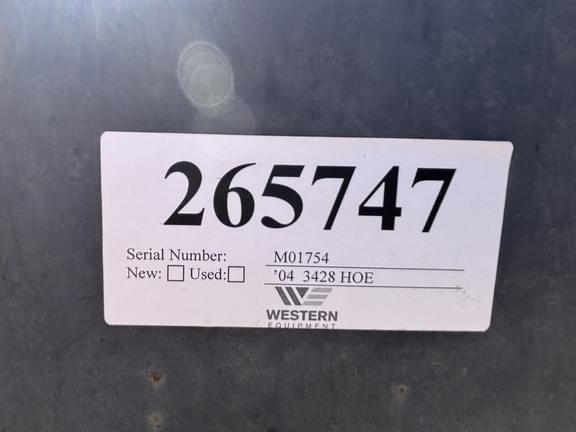 265747
Serial Number: M01754
New: Used: '04 3428 HOE
WESTERN
EQUIPMENT